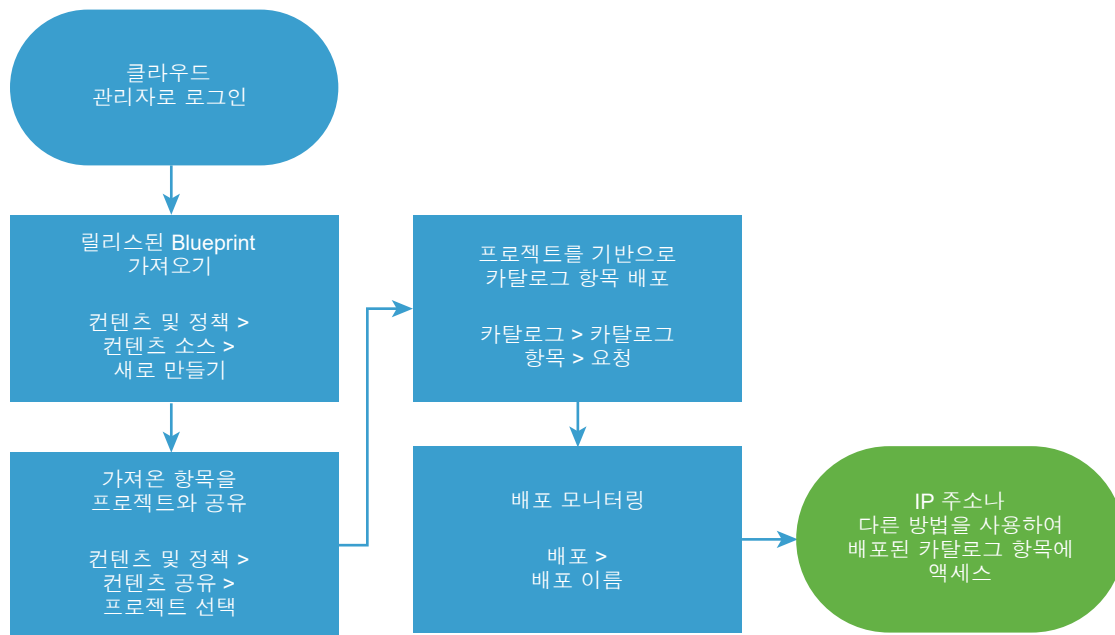 클라우드
관리자로 로그인
릴리스된 Blueprint
가져오기
컨텐츠 및 정책 >
컨텐츠 소스 >
새로 만들기
가져온 항목을
프로젝트와 공유
컨텐츠 및 정책 >
컨텐츠 공유 >
프로젝트 선택
프로젝트를 기반으로
카탈로그 항목 배포
카탈로그 > 카탈로그
항목 > 요청
배포 모니터링
배포 >
배포 이름
IP 주소나
다른 방법을 사용하여
배포된 카탈로그 항목에
액세스